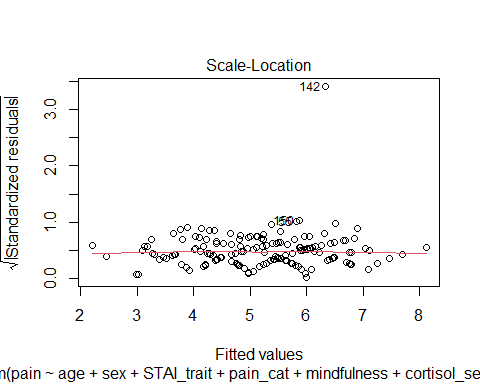 Scale-Location
√|Standardized residuals|
3.0
2.0
1.0
0.0
142
2 3 4 5 6 7 8
Fitted values
m(pain ~ age + sex + STAI_trait + pain_cat + mindfulness + cortisol_se